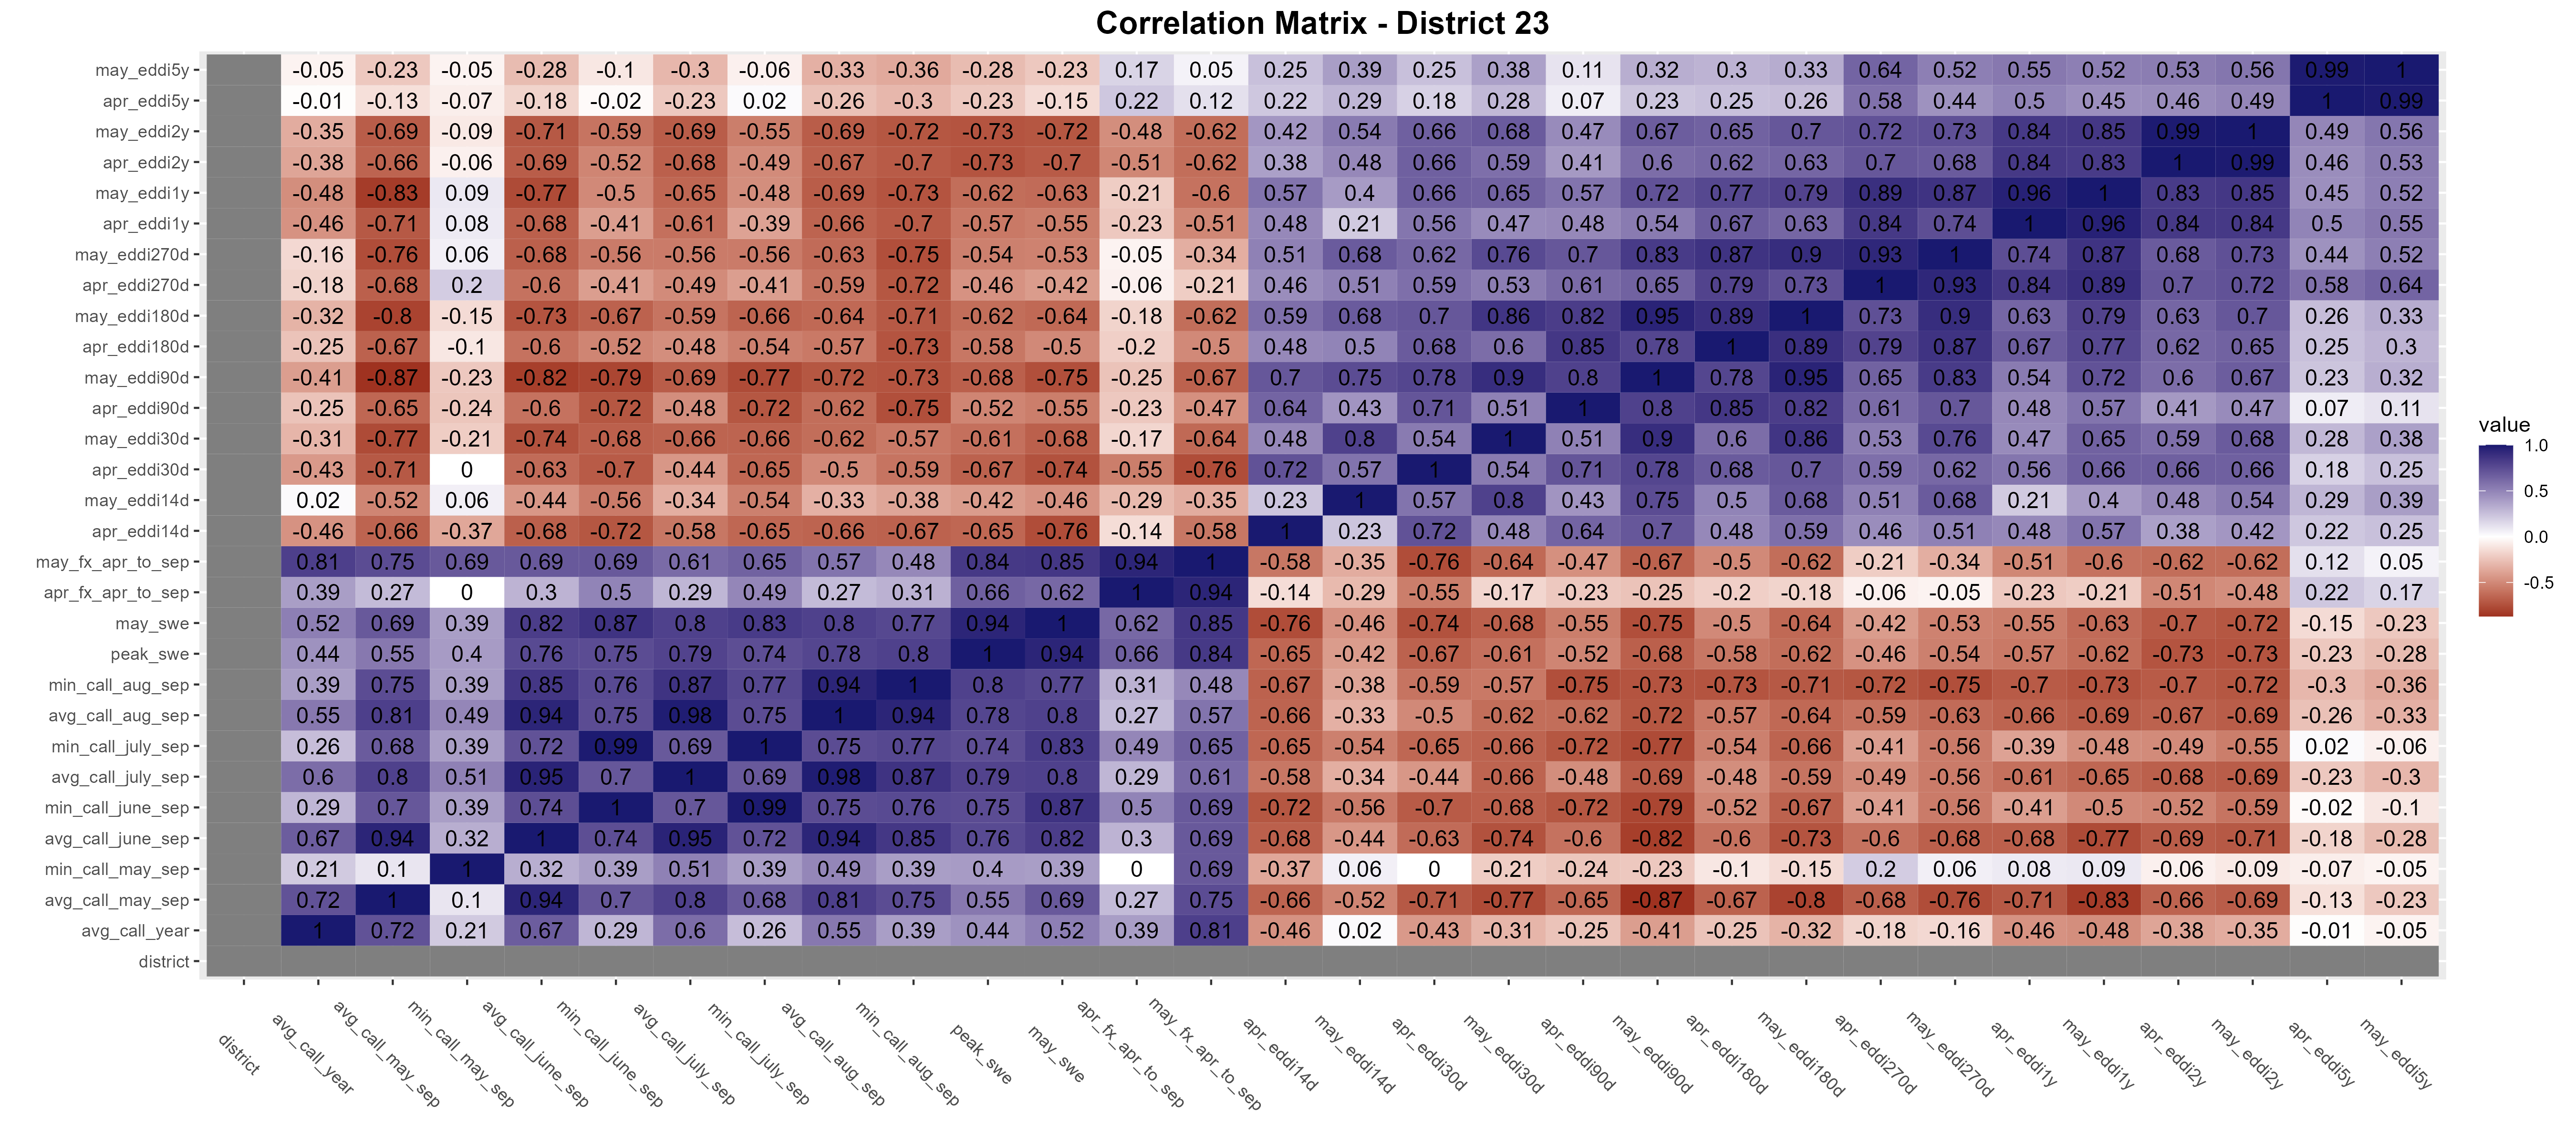 Correlation Matrix - District 23
may_eddi5y -0.05 -0.23 -0.05 -0.28 -0.1 -0.3 -0.06 -0.33 -0.36 -0.28 -0.23 0.17 0.05 0.25 0.39 0.25 0.38 0.11 0.32 0.3 0.33 0.64 0.52 0.55 0.52 0.53 0.56 0.99 1
apr_eddi5y -0.01 -0.13 -0.07 -0.18 -0.02 -0.23 0.02 -0.26 -0.3 -0.23 -0.15 0.22 0.12 0.22 0.29 0.18 0.28 0.07 0.23 0.25 0.26 0.58 0.44 0.5 0.45 0.46 0.49 1 0.99
may_eddi2y -0.35 -0.69 -0.09 -0.71 -0.59 -0.69 -0.55 -0.69 -0.72 -0.73 -0.72 -0.48 -0.62 0.42 0.54 0.66 0.68 0.47 0.67 0.65 0.7 0.72 0.73 0.84 0.85 0.99 1 0.49 0.56
apr_eddi2y -0.38 -0.66 -0.06 -0.69 -0.52 -0.68 -0.49 -0.67 -0.7 -0.73 -0.7 -0.51 -0.62 0.38 0.48 0.66 0.59 0.41 0.6 0.62 0.63 0.7 0.68 0.84 0.83 1 0.99 0.46 0.53
may_eddi1y -0.48 -0.83 0.09 -0.77 -0.5 -0.65 -0.48 -0.69 -0.73 -0.62 -0.63 -0.21 -0.6 0.57 0.4 0.66 0.65 0.57 0.72 0.77 0.79 0.89 0.87 0.96 1 0.83 0.85 0.45 0.52
apr_eddi1y -0.46 -0.71 0.08 -0.68 -0.41 -0.61 -0.39 -0.66 -0.7 -0.57 -0.55 -0.23 -0.51 0.48 0.21 0.56 0.47 0.48 0.54 0.67 0.63 0.84 0.74 1 0.96 0.84 0.84 0.5 0.55
may_eddi270d -0.16 -0.76 0.06 -0.68 -0.56 -0.56 -0.56 -0.63 -0.75 -0.54 -0.53 -0.05 -0.34 0.51 0.68 0.62 0.76 0.7 0.83 0.87 0.9 0.93 1 0.74 0.87 0.68 0.73 0.44 0.52
apr_eddi270d -0.18 -0.68 0.2 -0.6 -0.41 -0.49 -0.41 -0.59 -0.72 -0.46 -0.42 -0.06 -0.21 0.46 0.51 0.59 0.53 0.61 0.65 0.79 0.73 1 0.93 0.84 0.89 0.7 0.72 0.58 0.64
may_eddi180d -0.32 -0.8 -0.15 -0.73 -0.67 -0.59 -0.66 -0.64 -0.71 -0.62 -0.64 -0.18 -0.62 0.59 0.68 0.7 0.86 0.82 0.95 0.89 1 0.73 0.9 0.63 0.79 0.63 0.7 0.26 0.33
apr_eddi180d -0.25 -0.67 -0.1 -0.6 -0.52 -0.48 -0.54 -0.57 -0.73 -0.58 -0.5 -0.2 -0.5 0.48 0.5 0.68 0.6 0.85 0.78 1 0.89 0.79 0.87 0.67 0.77 0.62 0.65 0.25 0.3
may_eddi90d -0.41 -0.87 -0.23 -0.82 -0.79 -0.69 -0.77 -0.72 -0.73 -0.68 -0.75 -0.25 -0.67 0.7 0.75 0.78 0.9 0.8 1 0.78 0.95 0.65 0.83 0.54 0.72 0.6 0.67 0.23 0.32
apr_eddi90d -0.25 -0.65 -0.24 -0.6 -0.72 -0.48 -0.72 -0.62 -0.75 -0.52 -0.55 -0.23 -0.47 0.64 0.43 0.71 0.51 1 0.8 0.85 0.82 0.61 0.7 0.48 0.57 0.41 0.47 0.07 0.11
may_eddi30d -0.31 -0.77 -0.21 -0.74 -0.68 -0.66 -0.66 -0.62 -0.57 -0.61 -0.68 -0.17 -0.64 0.48 0.8 0.54 1 0.51 0.9 0.6 0.86 0.53 0.76 0.47 0.65 0.59 0.68 0.28 0.38
apr_eddi30d -0.43 -0.71 0 -0.63 -0.7 -0.44 -0.65 -0.5 -0.59 -0.67 -0.74 -0.55 -0.76 0.72 0.57 1 0.54 0.71 0.78 0.68 0.7 0.59 0.62 0.56 0.66 0.66 0.66 0.18 0.25
may_eddi14d 0.02 -0.52 0.06 -0.44 -0.56 -0.34 -0.54 -0.33 -0.38 -0.42 -0.46 -0.29 -0.35 0.23 1 0.57 0.8 0.43 0.75 0.5 0.68 0.51 0.68 0.21 0.4 0.48 0.54 0.29 0.39
apr_eddi14d -0.46 -0.66 -0.37 -0.68 -0.72 -0.58 -0.65 -0.66 -0.67 -0.65 -0.76 -0.14 -0.58 1 0.23 0.72 0.48 0.64 0.7 0.48 0.59 0.46 0.51 0.48 0.57 0.38 0.42 0.22 0.25
may_fx_apr_to_sep 0.81 0.75 0.69 0.69 0.69 0.61 0.65 0.57 0.48 0.84 0.85 0.94 1 -0.58 -0.35 -0.76 -0.64 -0.47 -0.67 -0.5 -0.62 -0.21 -0.34 -0.51 -0.6 -0.62 -0.62 0.12 0.05
apr_fx_apr_to_sep 0.39 0.27 0 0.3 0.5 0.29 0.49 0.27 0.31 0.66 0.62 1 0.94 -0.14 -0.29 -0.55 -0.17 -0.23 -0.25 -0.2 -0.18 -0.06 -0.05 -0.23 -0.21 -0.51 -0.48 0.22 0.17
may_swe 0.52 0.69 0.39 0.82 0.87 0.8 0.83 0.8 0.77 0.94 1 0.62 0.85 -0.76 -0.46 -0.74 -0.68 -0.55 -0.75 -0.5 -0.64 -0.42 -0.53 -0.55 -0.63 -0.7 -0.72 -0.15 -0.23
peak_swe 0.44 0.55 0.4 0.76 0.75 0.79 0.74 0.78 0.8 1 0.94 0.66 0.84 -0.65 -0.42 -0.67 -0.61 -0.52 -0.68 -0.58 -0.62 -0.46 -0.54 -0.57 -0.62 -0.73 -0.73 -0.23 -0.28
min_call_aug_sep 0.39 0.75 0.39 0.85 0.76 0.87 0.77 0.94 1 0.8 0.77 0.31 0.48 -0.67 -0.38 -0.59 -0.57 -0.75 -0.73 -0.73 -0.71 -0.72 -0.75 -0.7 -0.73 -0.7 -0.72 -0.3 -0.36
avg_call_aug_sep 0.55 0.81 0.49 0.94 0.75 0.98 0.75 1 0.94 0.78 0.8 0.27 0.57 -0.66 -0.33 -0.5 -0.62 -0.62 -0.72 -0.57 -0.64 -0.59 -0.63 -0.66 -0.69 -0.67 -0.69 -0.26 -0.33
min_call_july_sep 0.26 0.68 0.39 0.72 0.99 0.69 1 0.75 0.77 0.74 0.83 0.49 0.65 -0.65 -0.54 -0.65 -0.66 -0.72 -0.77 -0.54 -0.66 -0.41 -0.56 -0.39 -0.48 -0.49 -0.55 0.02 -0.06
avg_call_july_sep 0.6 0.8 0.51 0.95 0.7 1 0.69 0.98 0.87 0.79 0.8 0.29 0.61 -0.58 -0.34 -0.44 -0.66 -0.48 -0.69 -0.48 -0.59 -0.49 -0.56 -0.61 -0.65 -0.68 -0.69 -0.23 -0.3
min_call_june_sep 0.29 0.7 0.39 0.74 1 0.7 0.99 0.75 0.76 0.75 0.87 0.5 0.69 -0.72 -0.56 -0.7 -0.68 -0.72 -0.79 -0.52 -0.67 -0.41 -0.56 -0.41 -0.5 -0.52 -0.59 -0.02 -0.1
avg_call_june_sep 0.67 0.94 0.32 1 0.74 0.95 0.72 0.94 0.85 0.76 0.82 0.3 0.69 -0.68 -0.44 -0.63 -0.74 -0.6 -0.82 -0.6 -0.73 -0.6 -0.68 -0.68 -0.77 -0.69 -0.71 -0.18 -0.28
min_call_may_sep 0.21 0.1 1 0.32 0.39 0.51 0.39 0.49 0.39 0.4 0.39 0 0.69 -0.37 0.06 0 -0.21 -0.24 -0.23 -0.1 -0.15 0.2 0.06 0.08 0.09 -0.06 -0.09 -0.07 -0.05
avg_call_may_sep 0.72 1 0.1 0.94 0.7 0.8 0.68 0.81 0.75 0.55 0.69 0.27 0.75 -0.66 -0.52 -0.71 -0.77 -0.65 -0.87 -0.67 -0.8 -0.68 -0.76 -0.71 -0.83 -0.66 -0.69 -0.13 -0.23
avg_call_year 1 0.72 0.21 0.67 0.29 0.6 0.26 0.55 0.39 0.44 0.52 0.39 0.81 -0.46 0.02 -0.43 -0.31 -0.25 -0.41 -0.25 -0.32 -0.18 -0.16 -0.46 -0.48 -0.38 -0.35 -0.01 -0.05
district
district
avg_call_year
avg_call_may_sep
min_call_may_sep
avg_call_june_sep
min_call_june_sep
avg_call_july_sep
min_call_july_sep
avg_call_aug_sep
min_call_aug_sep
peak_swe
may_swe
apr_fx_apr_to_sep
may_fx_apr_to_sep
apr_eddi14d
may_eddi14d
apr_eddi30d
may_eddi30d
apr_eddi90d
may_eddi90d
apr_eddi180d
may_eddi180d
apr_eddi270d
may_eddi270d
apr_eddi1y
may_eddi1y
apr_eddi2y
may_eddi2y
apr_eddi5y
may_eddi5y
value
1.0
0.5
0.0
-0.5